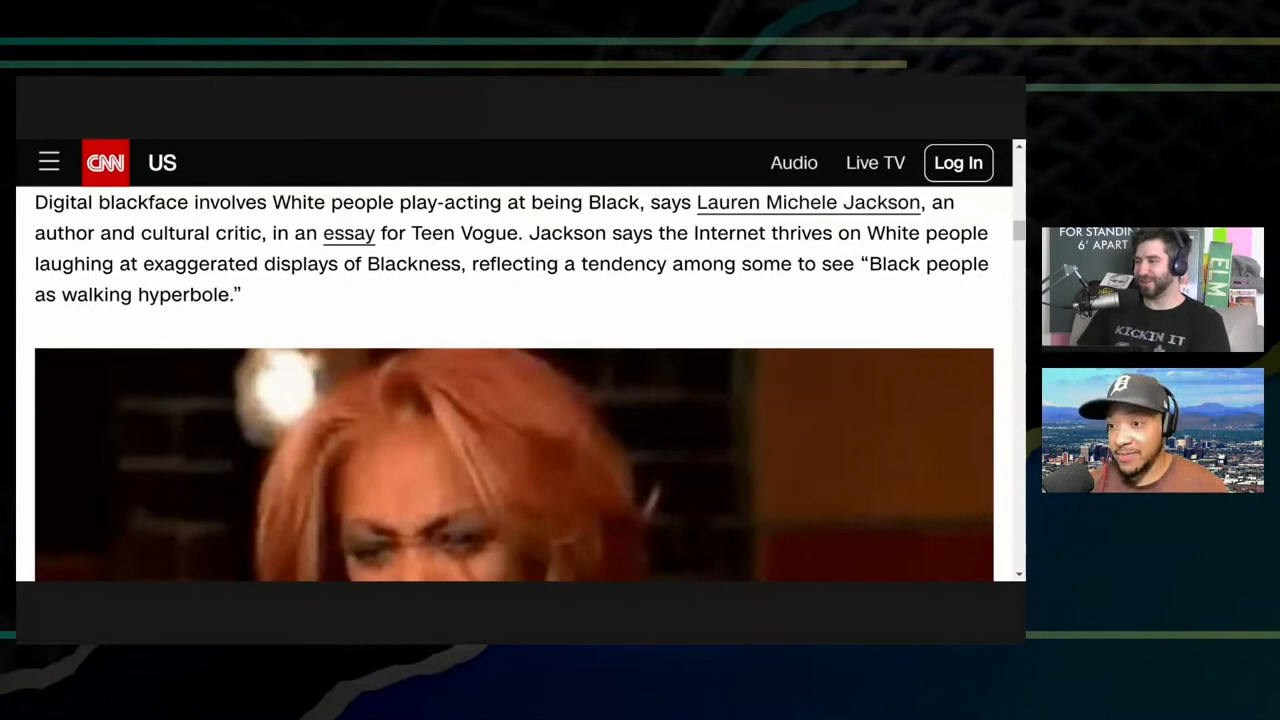 CNN US Audio Live TV Log In
Digital blackface involves White people play-acting at being Black, says Lauren Michele Jackson, an
author and cultural critic, in an essay for Teen Vogue. Jackson says the Internet thrives on White people
laughing at exaggerated displays of Blackness, reflecting a tendency among some to see “Black people
as walking hyperbole.”
FOR STANDIN
6' APART
ELM
KICKIN IT